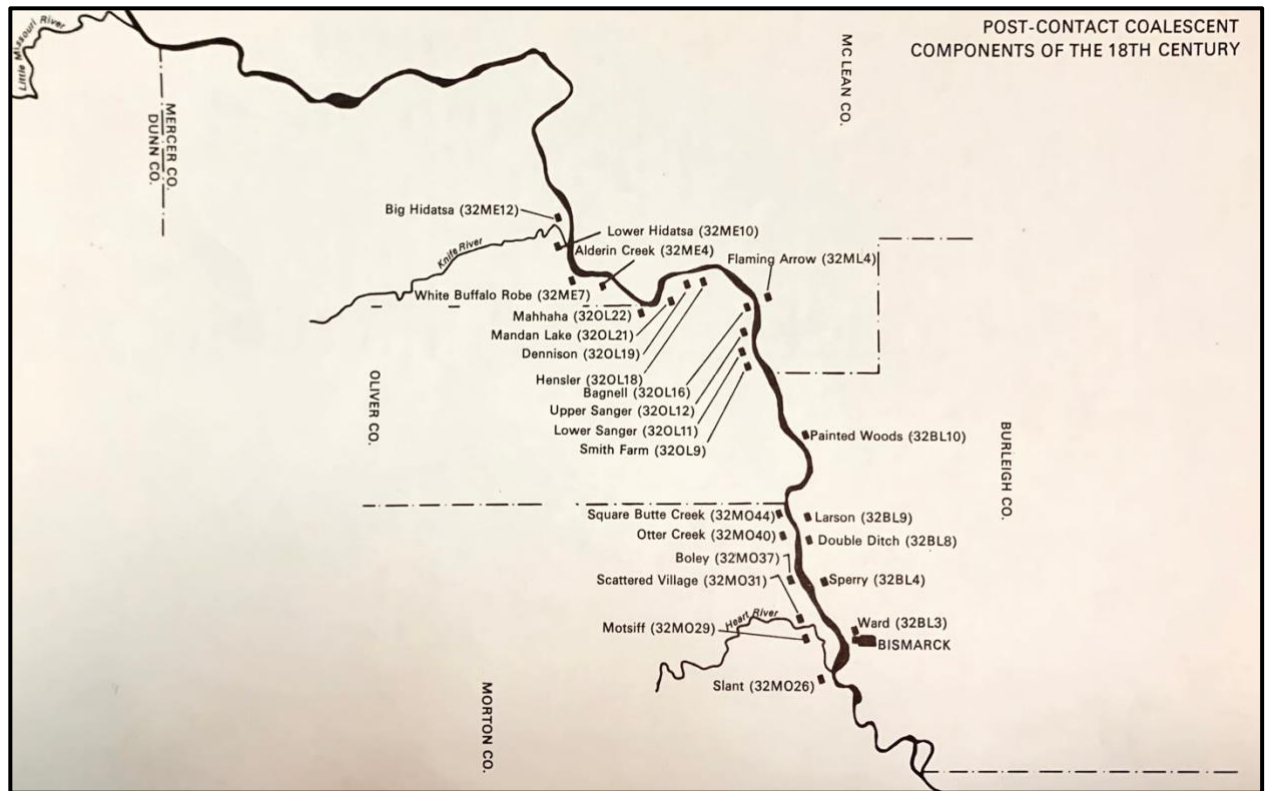 POST-CONTACT COALESCENT
COMPONENTS OF THE 18TH CENTURY
Little Missouri River
MC LEAN CO.
MERCER CO.
DUNN CO.
Big Hidatsa (32ME12)
Knife River
Lower Hidatsa (32ME10)
Alderin Creek (32ME4)
Flaming Arrow (32ML4)
White Buffalo Robe (32ME7)
Mahhaha (32OL22)
Mandan Lake (32OL21)
Dennison (32OL19)
Hensler (32OL18)
Bagnell (32OL16)
Upper Sanger (32OL12)
Lower Sanger (32OL11)
Smith Farm (32OL9)
OLIVER CO.
Painted Woods (32BL10)
BURLEIGH CO.
Square Butte Creek (32MO44)
Larson (32BL9)
Otter Creek (32MO40)
Double Ditch (32BL8)
Boley (32MO37)
Scattered Village (32MO31)
Sperry (32BL4)
Heart River
Motsiff (32MO29)
Ward (32BL3)
BISMARCK
Slant (32MO26)
MORTON CO.